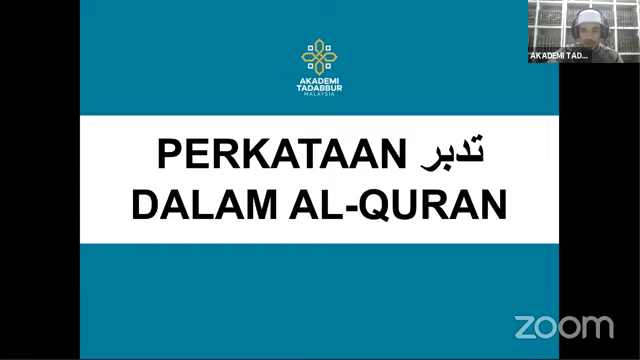 AKADEMI
TADABBUR
MALAYSIA
AKADEMI TAD...
PERKATAAN تدبر
DALAM AL-QURAN
zoom